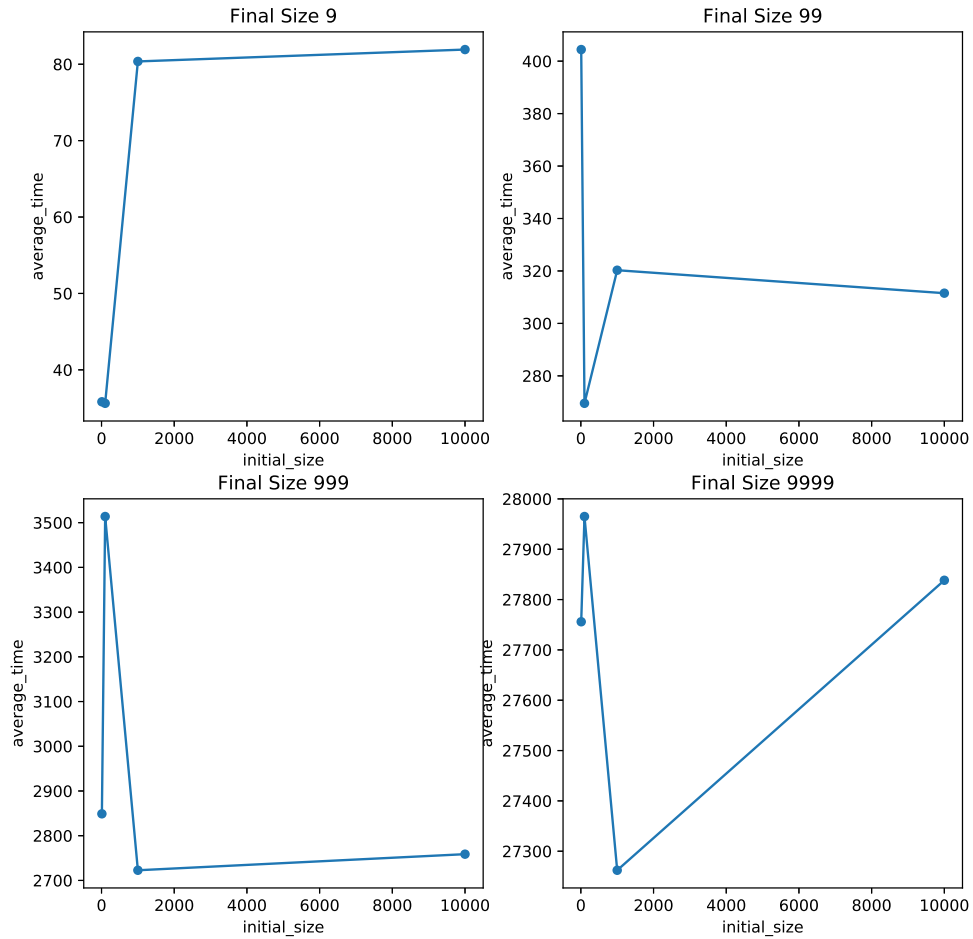 Final Size 9
80
70
60
50
40
average_time
0 2000 4000 6000 8000 10000
initial_size
Final Size 99
400
380
360
340
320
300
280
average_time
0 2000 4000 6000 8000 10000
initial_size
Final Size 999
3500
3400
3300
3200
3100
3000
2900
2800
2700
average_time
0 2000 4000 6000 8000 10000
initial_size
Final Size 9999
28000
27900
27800
27700
27600
27500
27400
27300
average_time
0 2000 4000 6000 8000 10000
initial_size